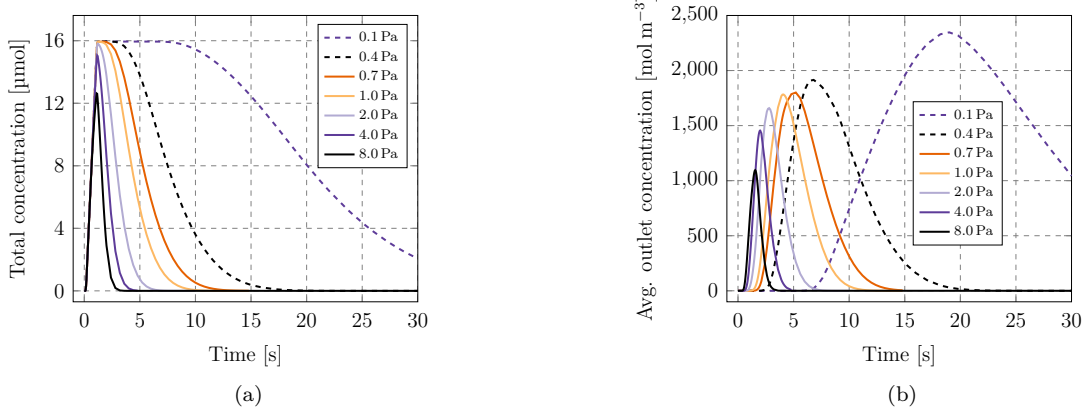 Total concentration [µmol]
16
12
8
4
0
0 5 10 15 20 25 30
Time [s]
0.1 Pa
0.4 Pa
0.7 Pa
1.0 Pa
2.0 Pa
4.0 Pa
8.0 Pa
(a)
Avg. outlet concentration [mol m⁻³]
2,500
2,000
1,500
1,000
500
0
0 5 10 15 20 25 30
Time [s]
0.1 Pa
0.4 Pa
0.7 Pa
1.0 Pa
2.0 Pa
4.0 Pa
8.0 Pa
(b)